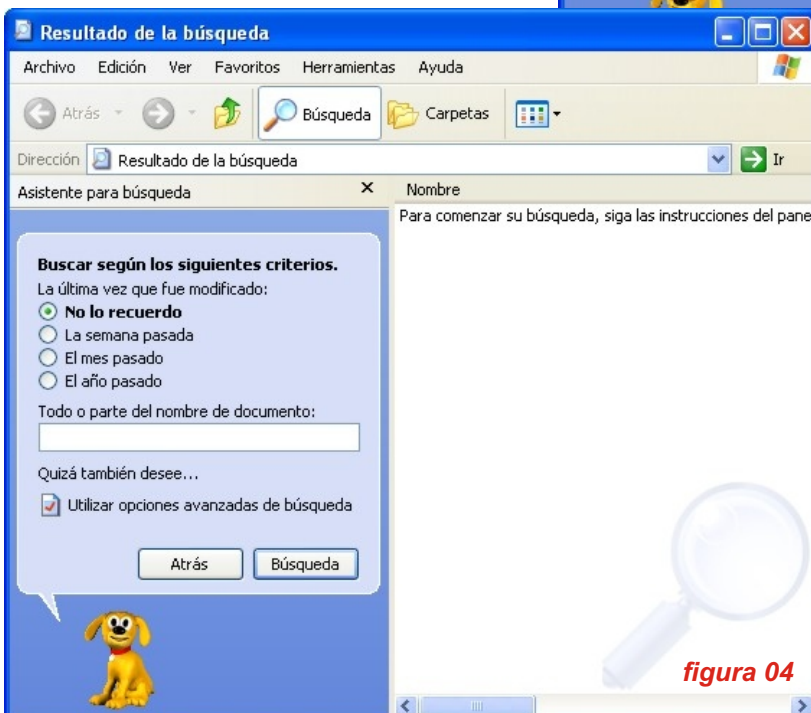 Resultado de la búsqueda
Archivo Edición Ver Favoritos Herramientas Ayuda
Atrás Búsqueda Carpetas
Dirección Resultado de la búsqueda Ir
Asistente para búsqueda Nombre
Para comenzar su búsqueda, siga las instrucciones del pane
Buscar según los siguientes criterios.
La última vez que fue modificado:
No lo recuerdo
La semana pasada
El mes pasado
El año pasado
Todo o parte del nombre de documento:
Quizá también desee...
Utilizar opciones avanzadas de búsqueda
Atrás Búsqueda
figura 04